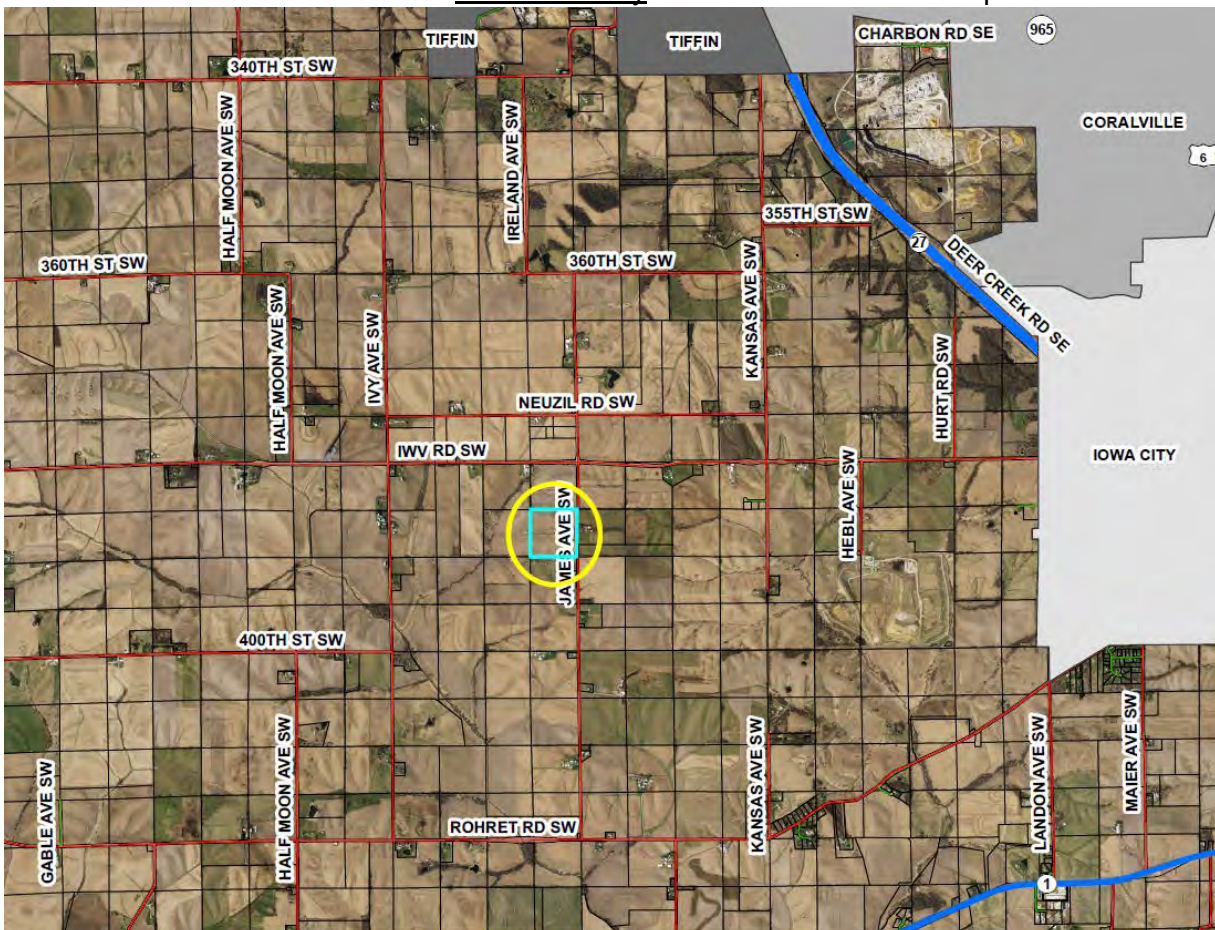 TIFFIN
TIFFIN
CHARBON RD SE
965
340TH ST SW
CORALVILLE
6
HALF MOON AVE SW
IRELAND AVE SW
355TH ST SW
27
DEER CREEK RD SE
360TH ST SW
360TH ST SW
KANSAS AVE SW
HALF MOON AVE SW
IVY AVE SW
HURT RD SW
NEUZIL RD SW
IWV RD SW
IOWA CITY
HEBL AVE SW
JAMES AVE SW
400TH ST SW
GABLE AVE SW
HALF MOON AVE SW
KANSAS AVE SW
LANDON AVE SW
MAIER AVE SW
ROHRET RD SW
1